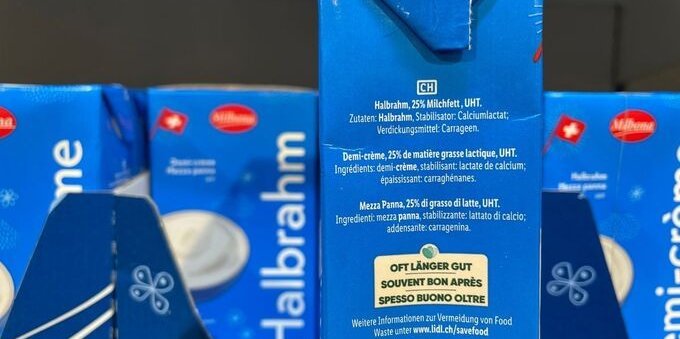 CH
Halbrahm, 25% Milchfett, UHT.
Zutaten: Halbrahm, Stabilisator: Calciumlactat;
Verdickungsmittel: Carrageen.
Demi-crème, 25% de matière grasse lactique, UHT.
Ingrédients: demi-crème, stabilisant: lactate de calcium;
épaississant: carraghénanes.
Mezza Panna, 25% di grasso di latte, UHT.
Ingredienti: mezza panna, stabilizzante: lattato di calcio;
addensante: carragenina.
OFT LÄNGER GUT
SOUVENT BON APRÈS
SPESSO BUONO OLTRE
Weitere Informationen zur Vermeidung von Food
Waste unter www.lidl.ch/savefood
Milbona
Demi-crème
Mezza panna
Halbrahm
Milbona
Halbrahm
Mezza panna
emi-crème